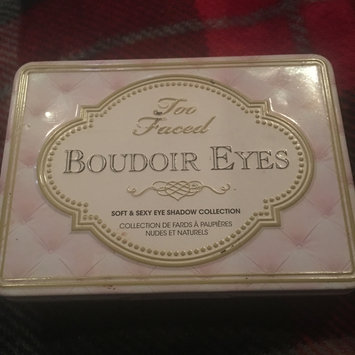 Too
Faced
BOUDOIR EYES
SOFT & SEXY EYE SHADOW COLLECTION
COLLECTION DE FARDS À PAUPIÈRES
NUDES ET NATURELS